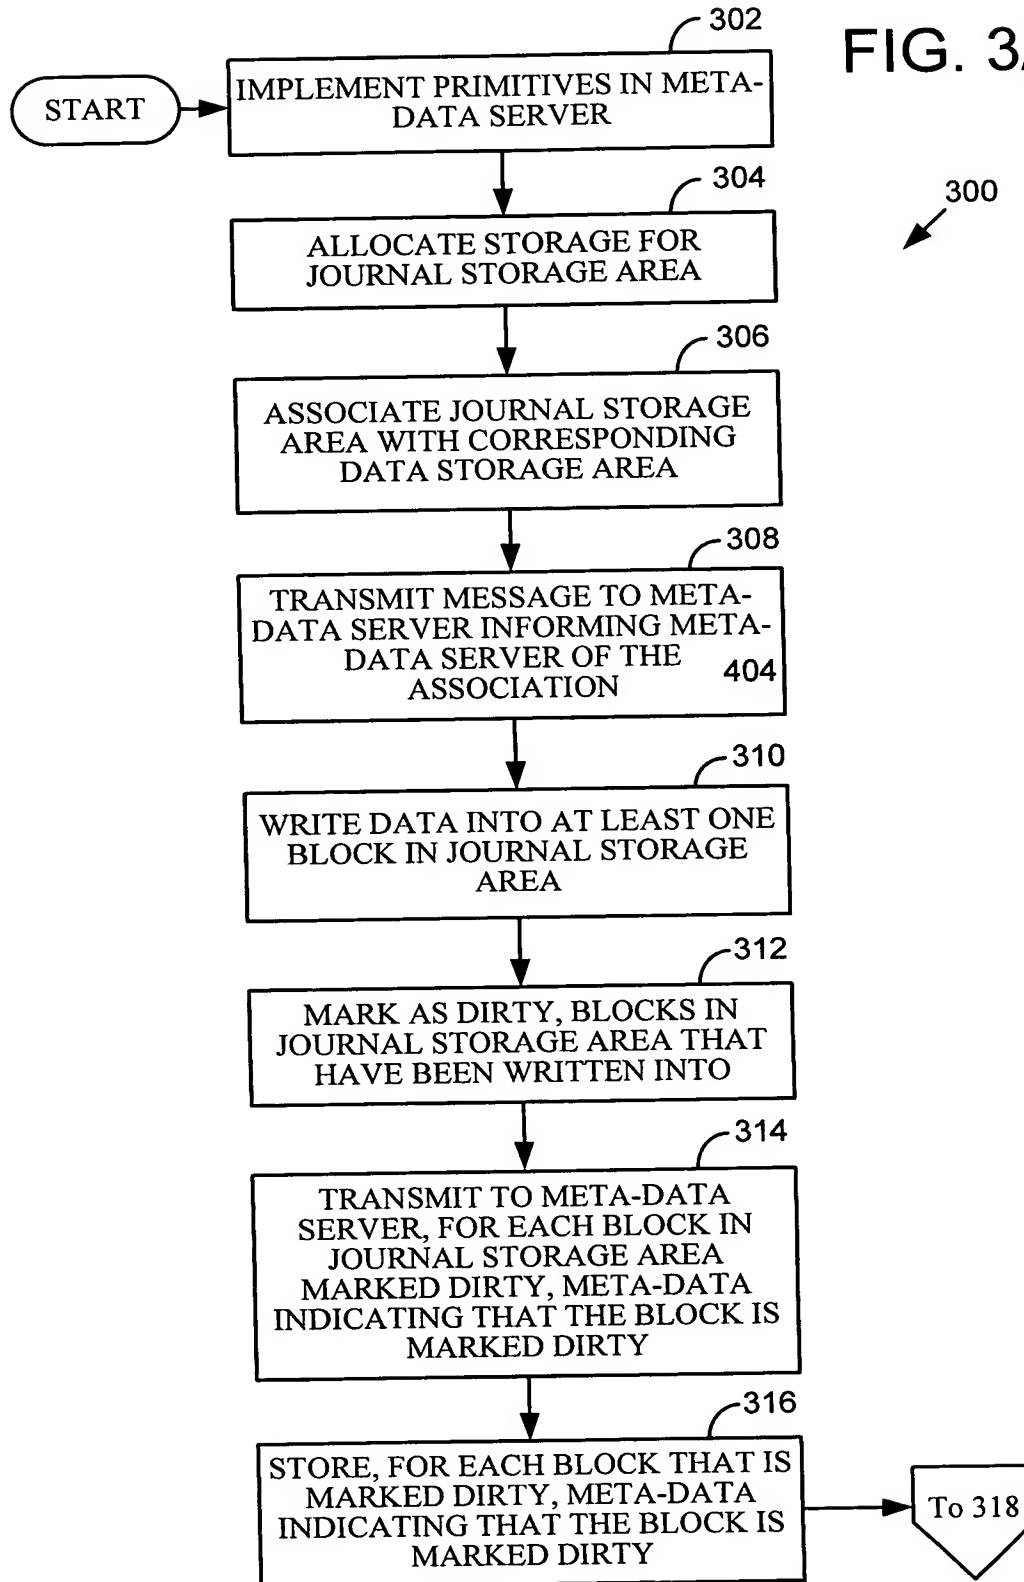 302
FIG. 3A
START
IMPLEMENT PRIMITIVES IN META-
DATA SERVER
304
300
ALLOCATE STORAGE FOR
JOURNAL STORAGE AREA
306
ASSOCIATE JOURNAL STORAGE
AREA WITH CORRESPONDING
DATA STORAGE AREA
308
TRANSMIT MESSAGE TO META-
DATA SERVER INFORMING META-
DATA SERVER OF THE
404
ASSOCIATION
310
WRITE DATA INTO AT LEAST ONE
BLOCK IN JOURNAL STORAGE
AREA
312
MARK AS DIRTY, BLOCKS IN
JOURNAL STORAGE AREA THAT
HAVE BEEN WRITTEN INTO
314
TRANSMIT TO META-DATA
SERVER, FOR EACH BLOCK IN
JOURNAL STORAGE AREA
MARKED DIRTY, META-DATA
INDICATING THAT THE BLOCK IS
MARKED DIRTY
316
STORE, FOR EACH BLOCK THAT IS
MARKED DIRTY, META-DATA
INDICATING THAT THE BLOCK IS
MARKED DIRTY
To 318